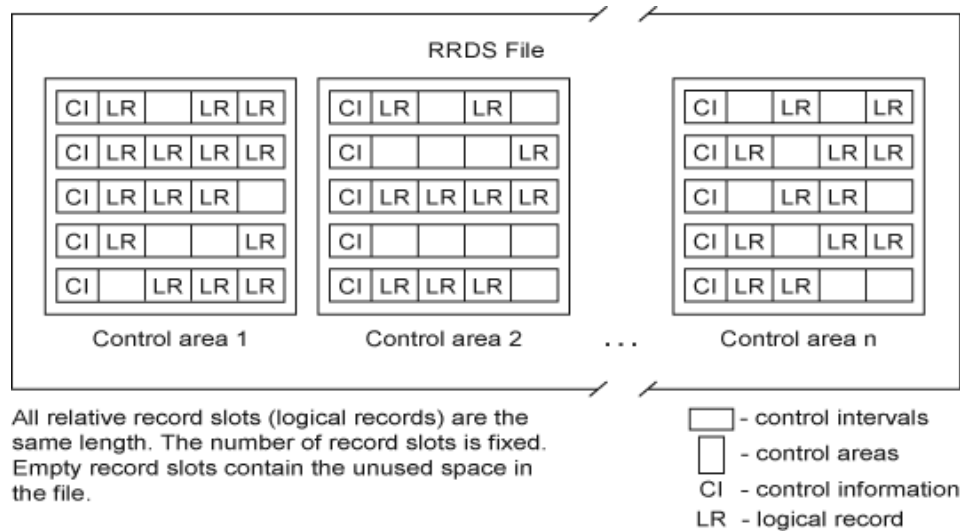 RRDS File
CI LR LR LR
CI LR LR LR LR
CI LR LR LR
CI LR LR
CI LR LR LR
Control area 1
CI LR LR
CI LR
CI LR LR LR LR
CI
CI LR LR LR
Control area 2
...
CI LR LR
CI LR LR LR
CI LR LR
CI LR LR LR
CI LR LR
Control area n
All relative record slots (logical records) are the
same length. The number of record slots is fixed.
Empty record slots contain the unused space in
the file.
- control intervals
- control areas
CI - control information
LR - logical record